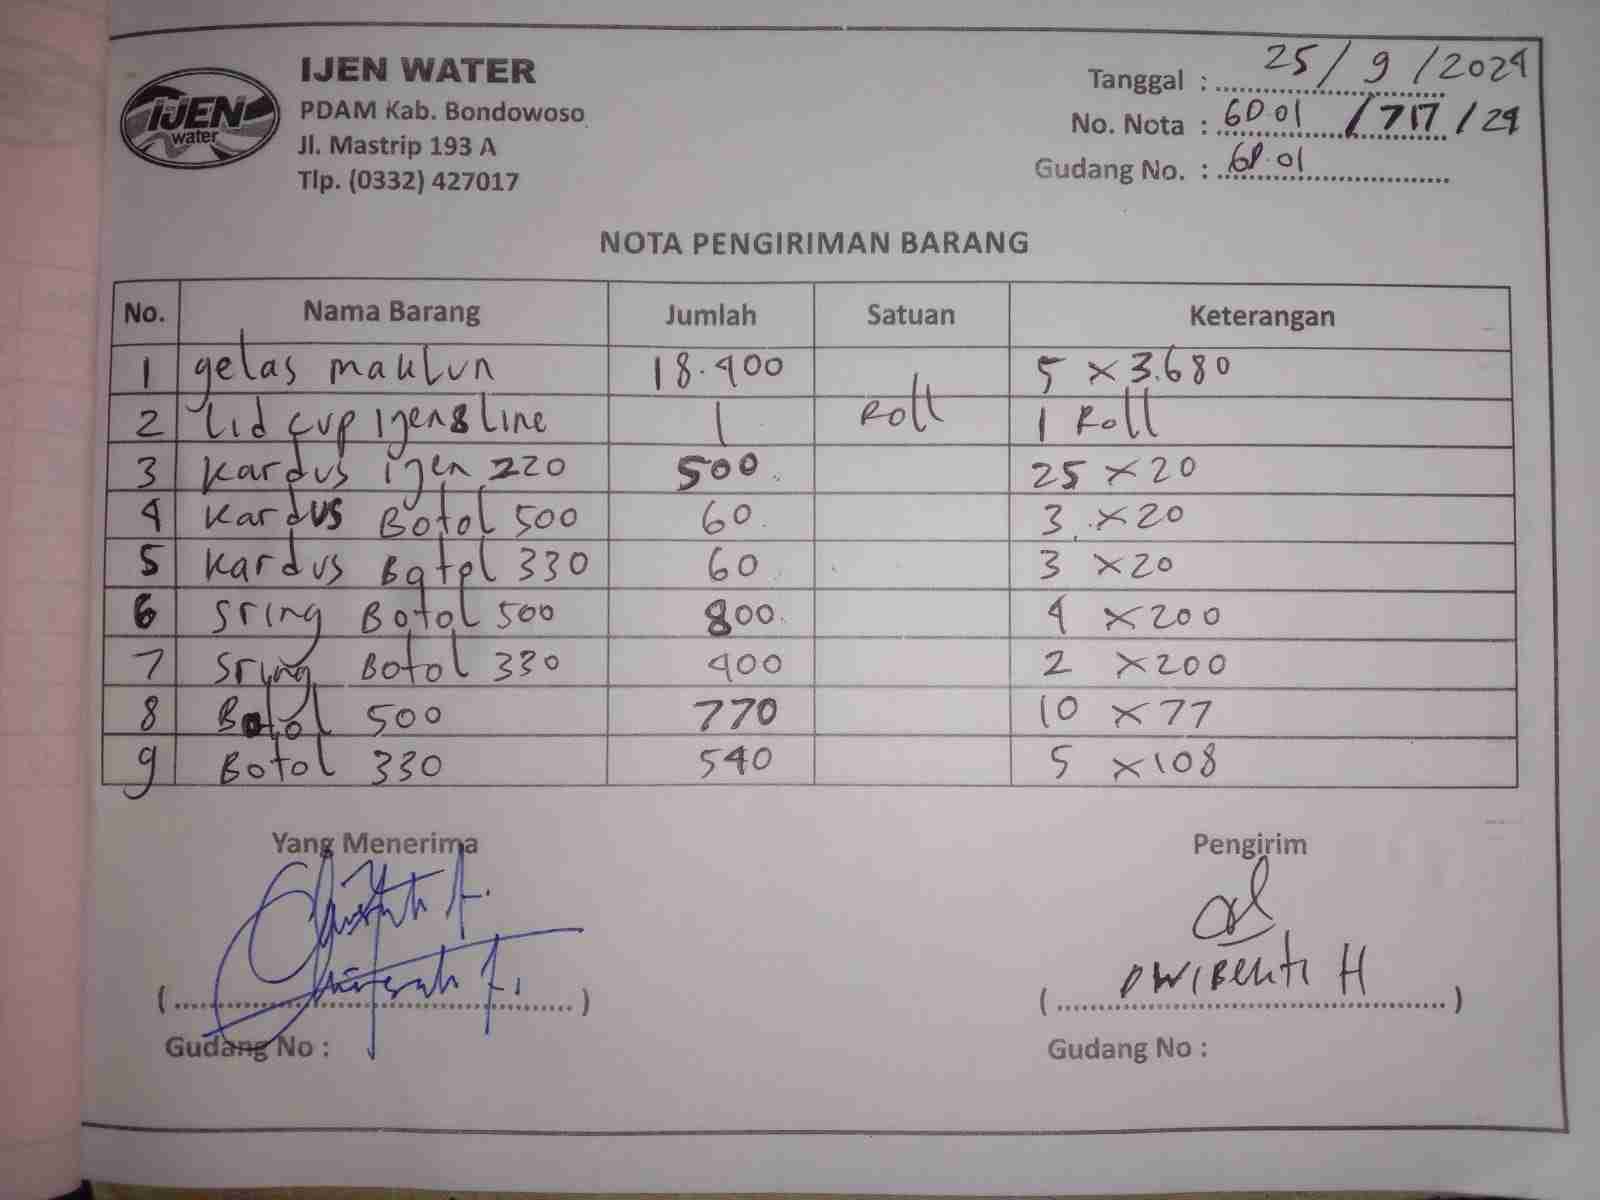 IJEN WATER
PDAM Kab. Bondowoso
Jl. Mastrip 193 A
Tlp. (0332) 427017
IJEN
water
Tanggal : 25 / 9 / 2024
No. Nota : 60.01 / 717 / 24
Gudang No. : 60.01
NOTA PENGIRIMAN BARANG
No. Nama Barang Jumlah Satuan Keterangan
1 gelas maklun 18.400 5 x 3.680
2 Lid cup Ijen 8 line 1 Roll 1 Roll
3 Kardus ijen 220 500 25 x 20
4 Kardus Botol 500 60 3 x 20
5 Kardus Botol 330 60 3 x 20
6 Sring Botol 500 800 4 x 200
7 Sring Botol 330 400 2 x 200
8 Botol 500 770 10 x 77
9 Botol 330 540 5 x 108
Yang Menerima Pengirim
( ) ( H )
Gudang No : Gudang No :